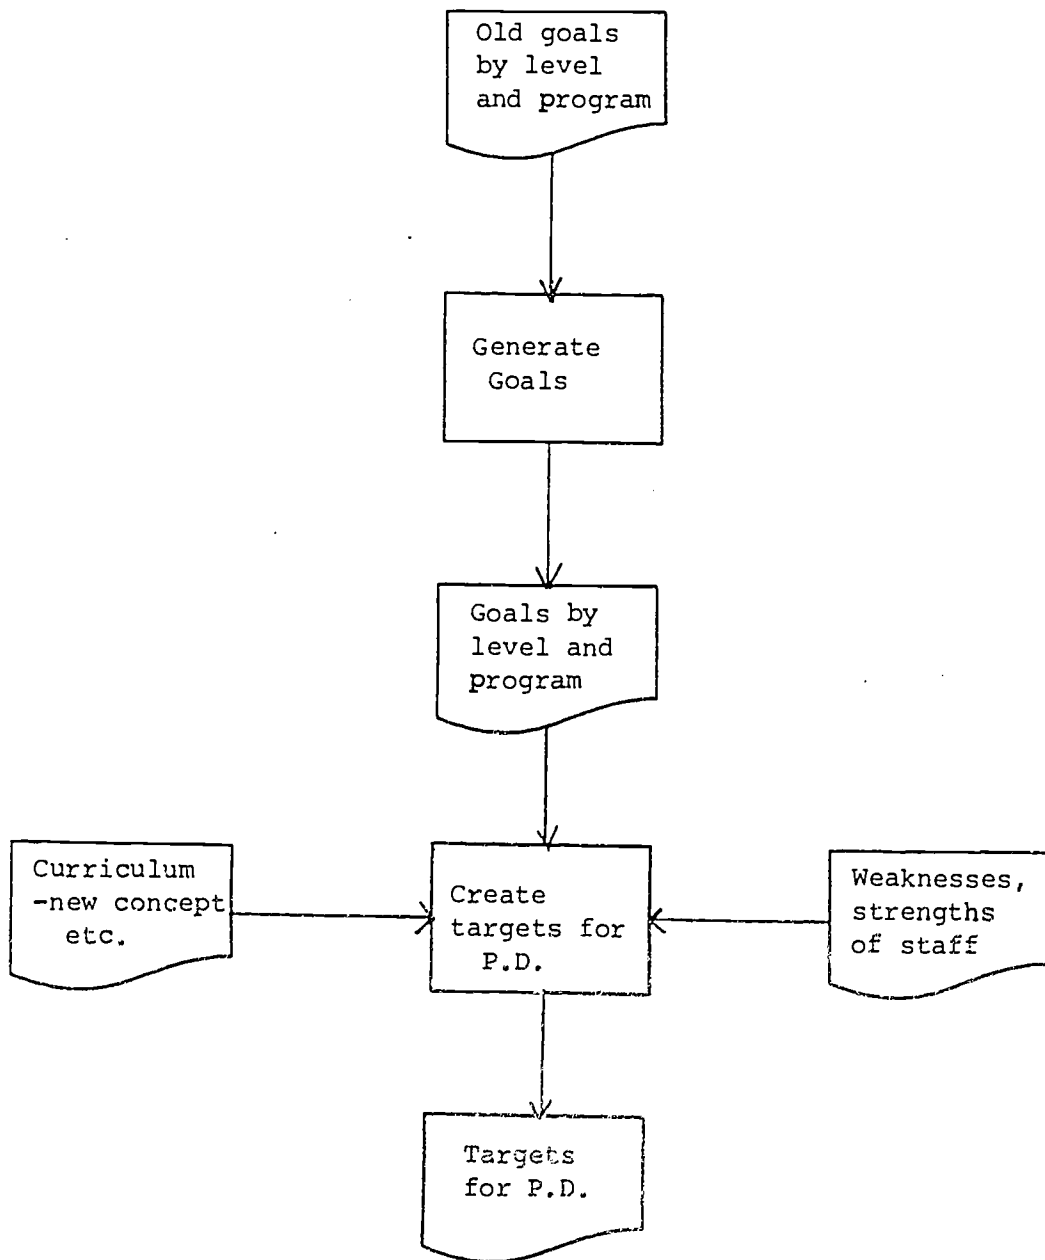 Old goals
by level
and program
Generate
Goals
Goals by
level and
program
Curriculum
-new concept
etc.
Create
targets for
P.D.
Weaknesses,
strengths
of staff
Targets
for P.D.